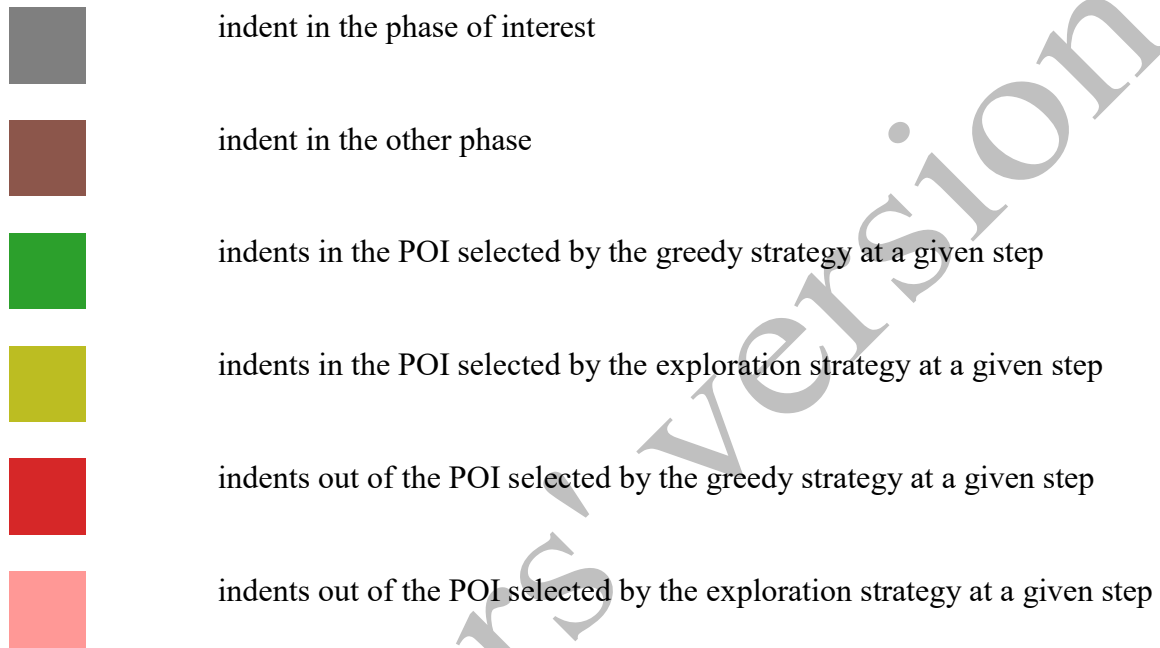 indent in the phase of interest
indent in the other phase
indents in the POI selected by the greedy strategy at a given step
indents in the POI selected by the exploration strategy at a given step
indents out of the POI selected by the greedy strategy at a given step
indents out of the POI selected by the exploration strategy at a given step
rs' version